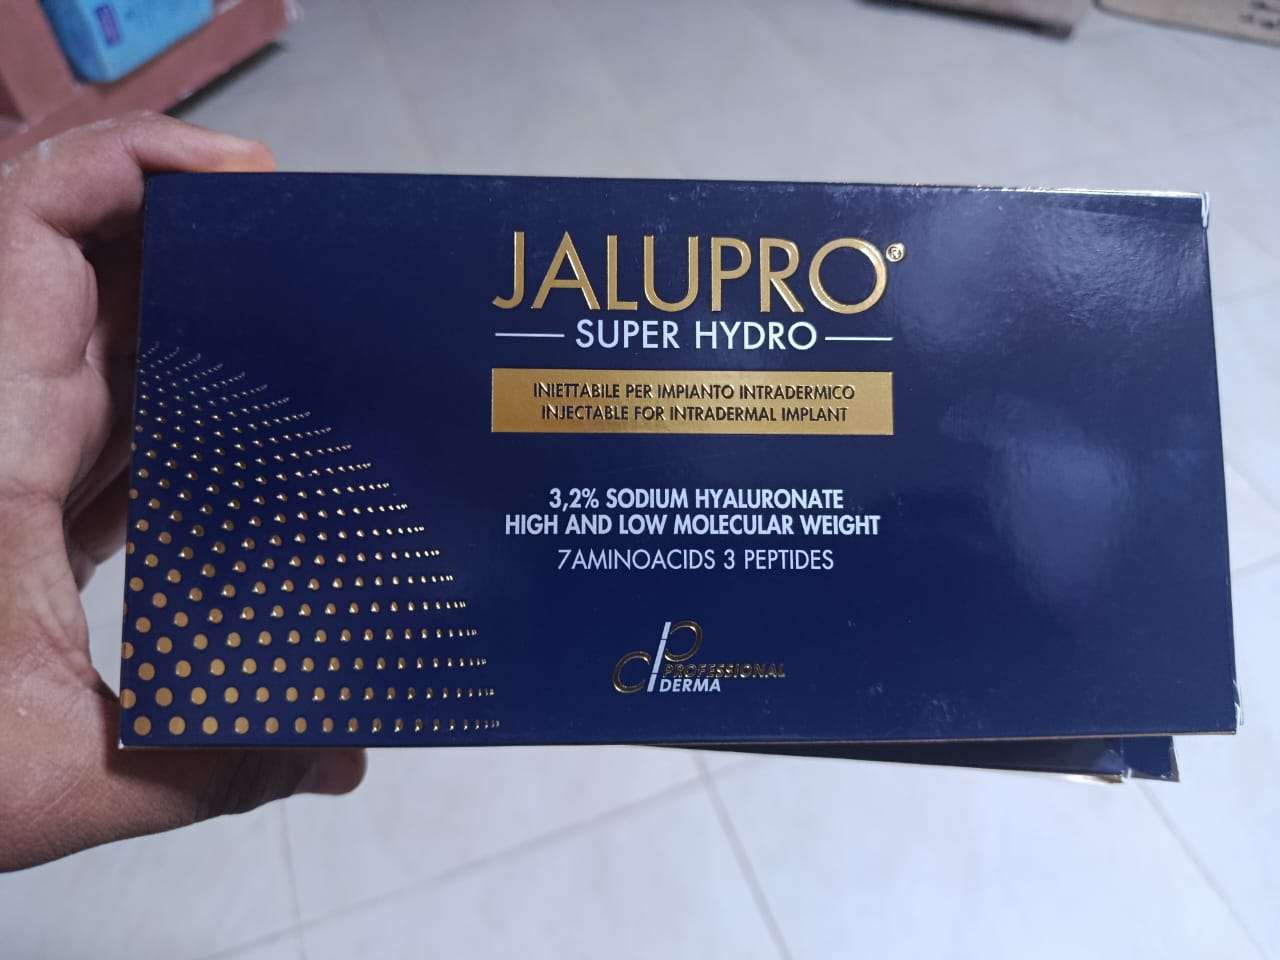 JALUPRO®
SUPER HYDRO
INIETTABILE PER IMPIANTO INTRADERMICO
INJECTABLE FOR INTRADERMAL IMPLANT
3,2% SODIUM HYALURONATE
HIGH AND LOW MOLECULAR WEIGHT
7AMINOACIDS 3 PEPTIDES
PROFESSIONAL
DERMA